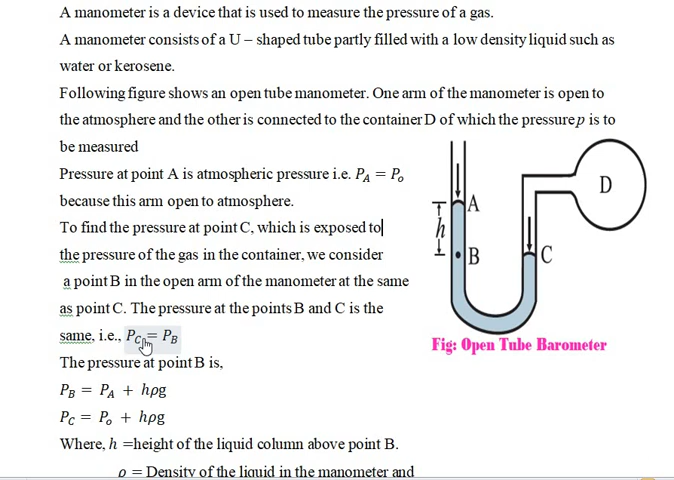 A manometer is a device that is used to measure the pressure of a gas.
A manometer consists of a U – shaped tube partly filled with a low density liquid such as
water or kerosene.
Following figure shows an open tube manometer. One arm of the manometer is open to
the atmosphere and the other is connected to the container D of which the pressure p is to
be measured
Pressure at point A is atmospheric pressure i.e. P_A = P_o
because this arm open to atmosphere.
To find the pressure at point C, which is exposed to
the pressure of the gas in the container, we consider
a point B in the open arm of the manometer at the same
as point C. The pressure at the points B and C is the
same, i.e., P_C = P_B
The pressure at point B is,
P_B = P_A + hρg
P_C = P_o + hρg
Where, h =height of the liquid column above point B.
ρ = Density of the liquid in the manometer and
D
A
h
B
C
Fig: Open Tube Barometer